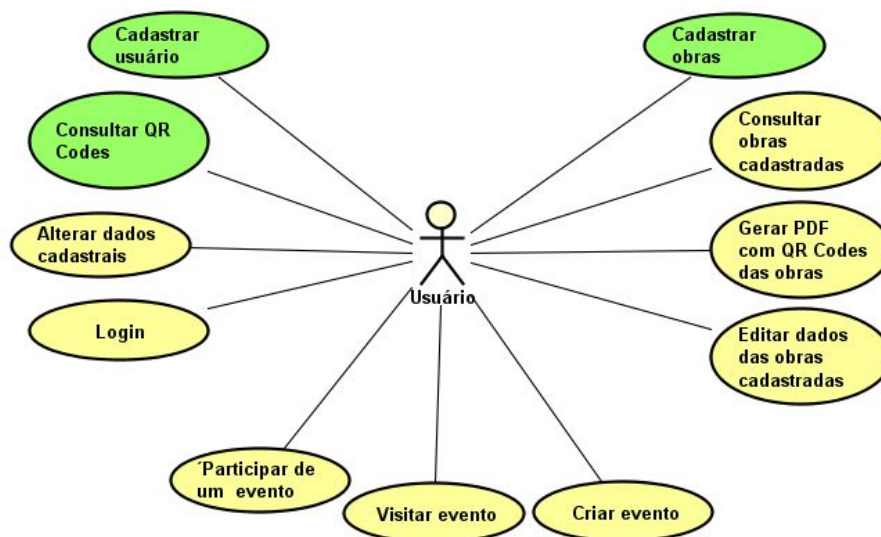 Cadastrar
usuário
Cadastrar
obras
Consultar QR
Codes
Consultar
obras
cadastradas
Alterar dados
cadastrais
Gerar PDF
com QR Codes
das obras
Usuário
Login
Editar dados
das obras
cadastradas
´Participar de
um evento
Visitar evento
Criar evento